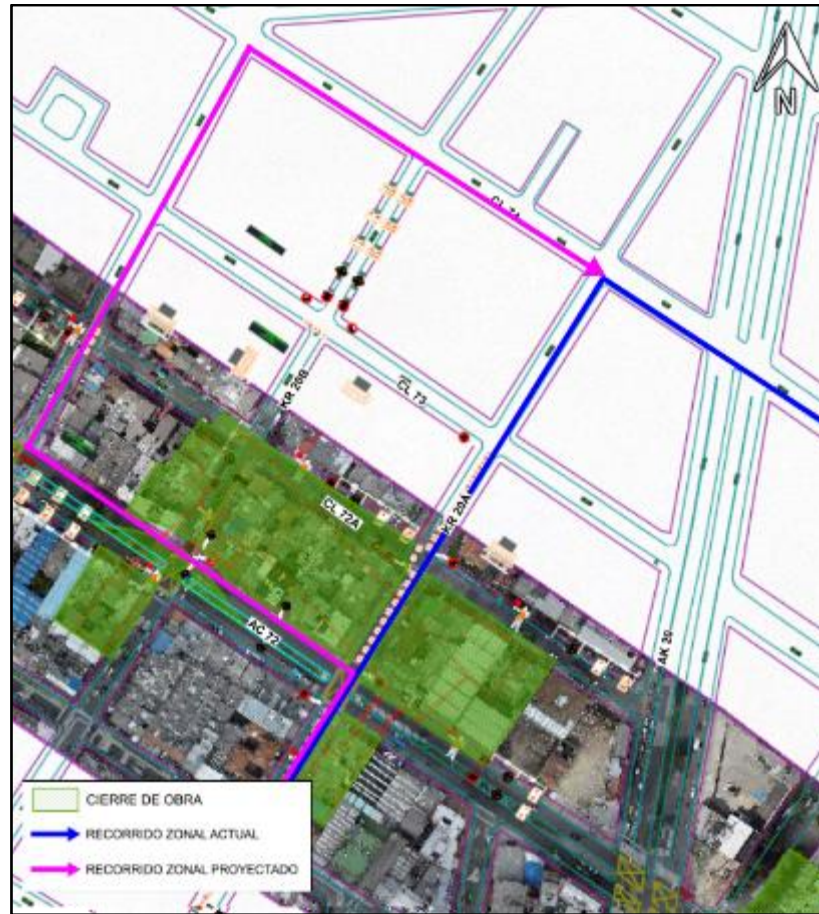 N
CL 74
CL 73
KR 20B
CL 72A
KR 20A
AC 72
AK 20
CIERRE DE OBRA
RECORRIDO ZONAL ACTUAL
RECORRIDO ZONAL PROYECTADO